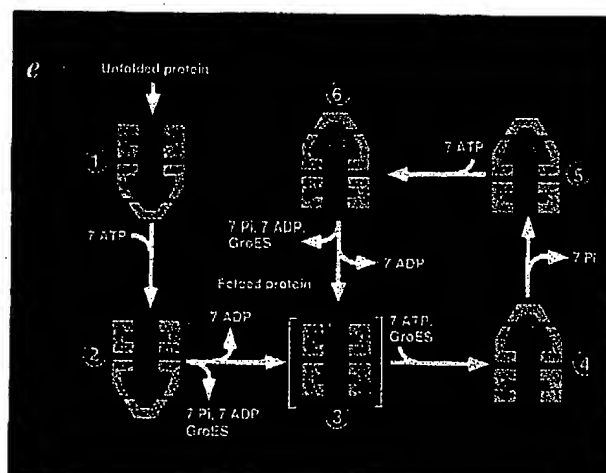 e
Unfolded protein
6
1
7 ATP
5
7 ATP
7 Pi, 7 ADP,
GroES
7 ADP
7 Pi
Folded protein
7 ADP
7 ATP,
GroES
2
4
7 Pi, 7 ADP
GroES
3